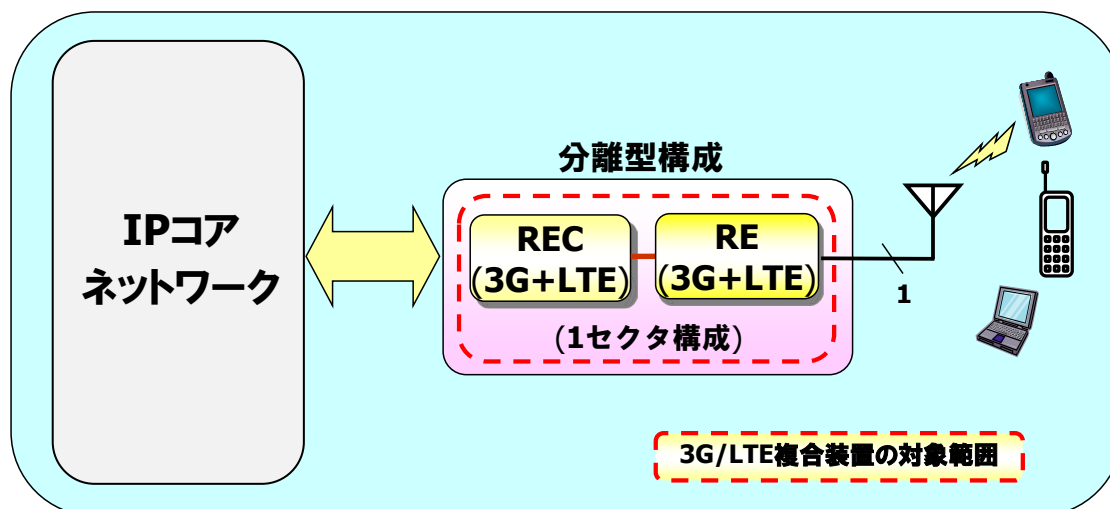 分離型構成
IPコア
ネットワーク
REC
(3G+LTE)
RE
(3G+LTE)
(1セクタ構成)
1
3G/LTE複合装置の対象範囲